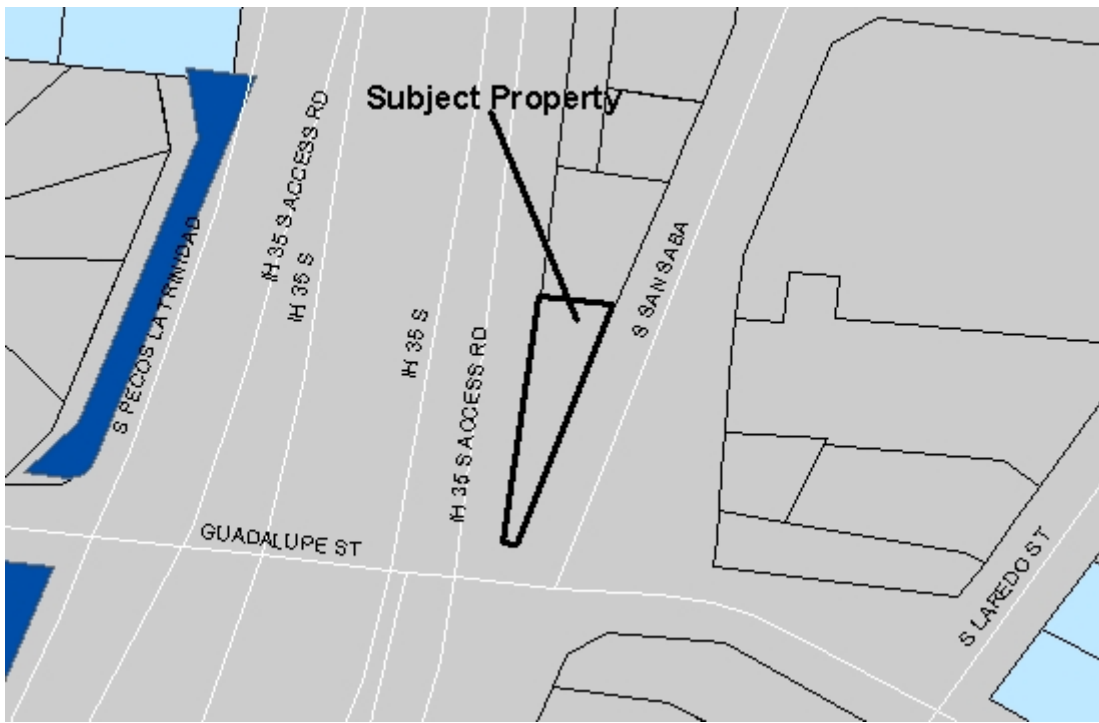 Subject Property
IH 35 S ACCESS RD
IH 35 S
S PECOS LA TRINIDAD
IH 35 S
IH 35 S ACCESS RD
S SAN SABA
GUADALUPE ST
S LAREDO ST